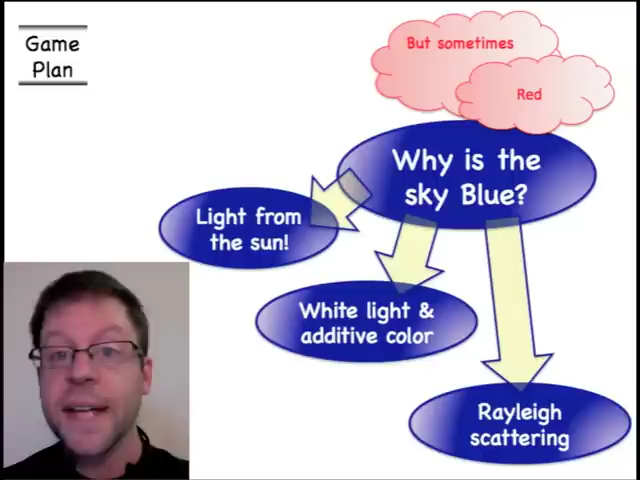 Game
Plan
But sometimes
Red
Why is the
sky Blue?
Light from
the sun!
White light &
additive color
Rayleigh
scattering